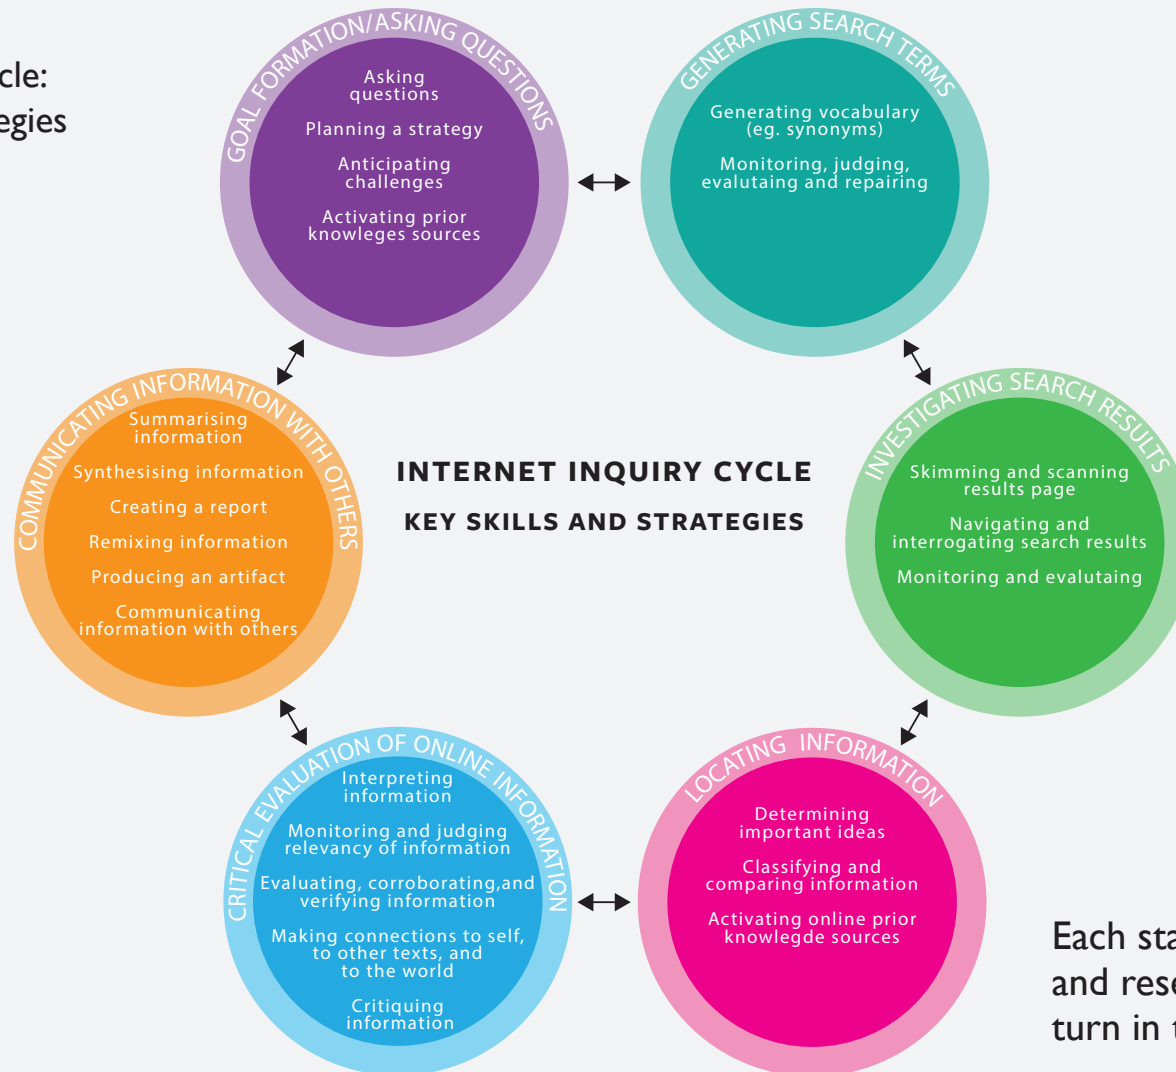 cle:
egies
GOAL FORMATION/ASKING QUESTIONS
Asking
questions
Planning a strategy
Anticipating
challenges
Activating prior
knowleges sources
GENERATING SEARCH TERMS
Generating vocabulary
(eg. synonyms)
Monitoring, judging,
evalutaing and repairing
INVESTIGATING SEARCH RESULTS
Skimming and scanning
results page
Navigating and
interrogating search results
Monitoring and evalutaing
LOCATING INFORMATION
Determining
important ideas
Classifying and
comparing information
Activating online prior
knowlegde sources
CRITICAL EVALUATION OF ONLINE INFORMATION
Interpreting
information
Monitoring and judging
relevancy of information
Evaluating, corroborating,and
verifying information
Making connections to self,
to other texts, and
to the world
Critiquing
information
COMMUNICATING INFORMATION WITH OTHERS
Summarising
information
Synthesising information
Creating a report
Remixing information
Producing an artifact
Communicating
information with others
INTERNET INQUIRY CYCLE
KEY SKILLS AND STRATEGIES
Each sta
and rese
turn in t